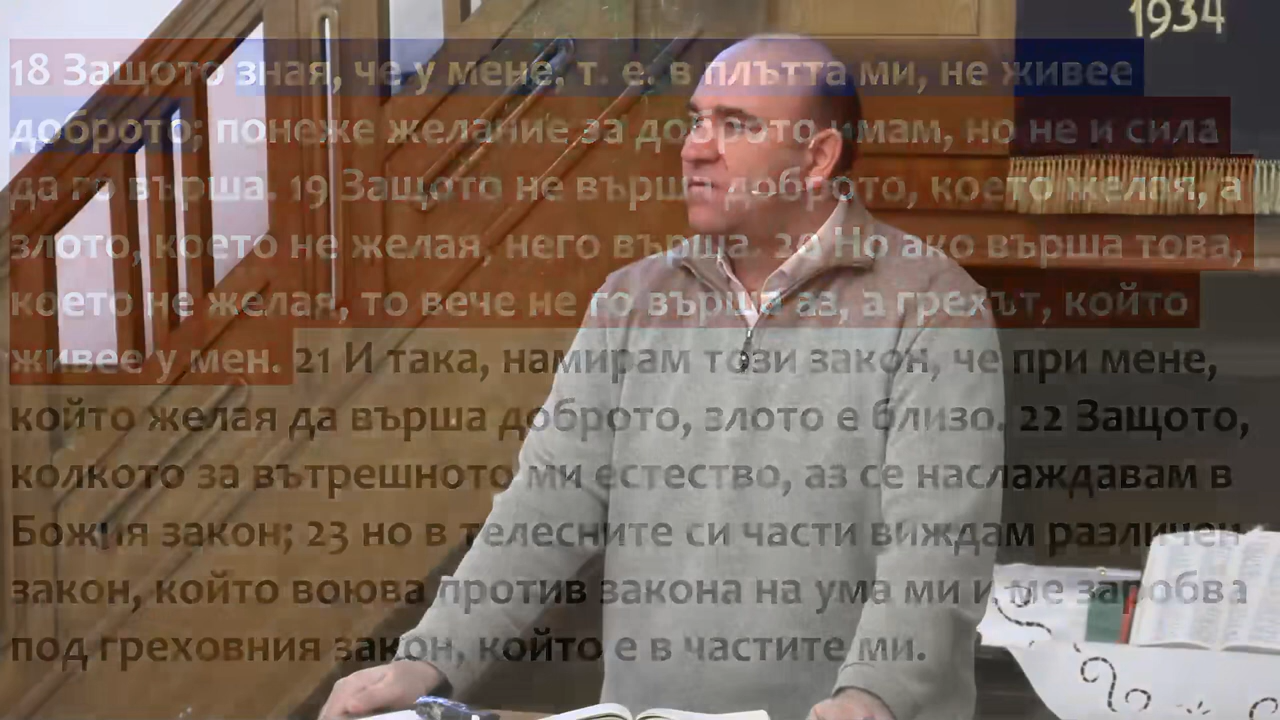 1934
18 Защото зная, че у мене, т. е. в плътта ми, не живее
доброто; понеже желание за доброто имам, но не и сила
да го върша. 19 Защото не върша доброто, което желая, а
злото, което не желая, него върша. 20 Но ако върша това,
което не желая, то вече не го върша аз, а грехът, който
живее у мен. 21 И така, намирам този закон, че при мене,
който желая да върша доброто, злото е близо. 22 Защото,
колкото за вътрешното ми естество, аз се наслаждавам в
Божия закон; 23 но в телесните си части виждам различен
закон, който воюва против закона на ума ми и ме заробва
под греховния закон, който е в частите ми.